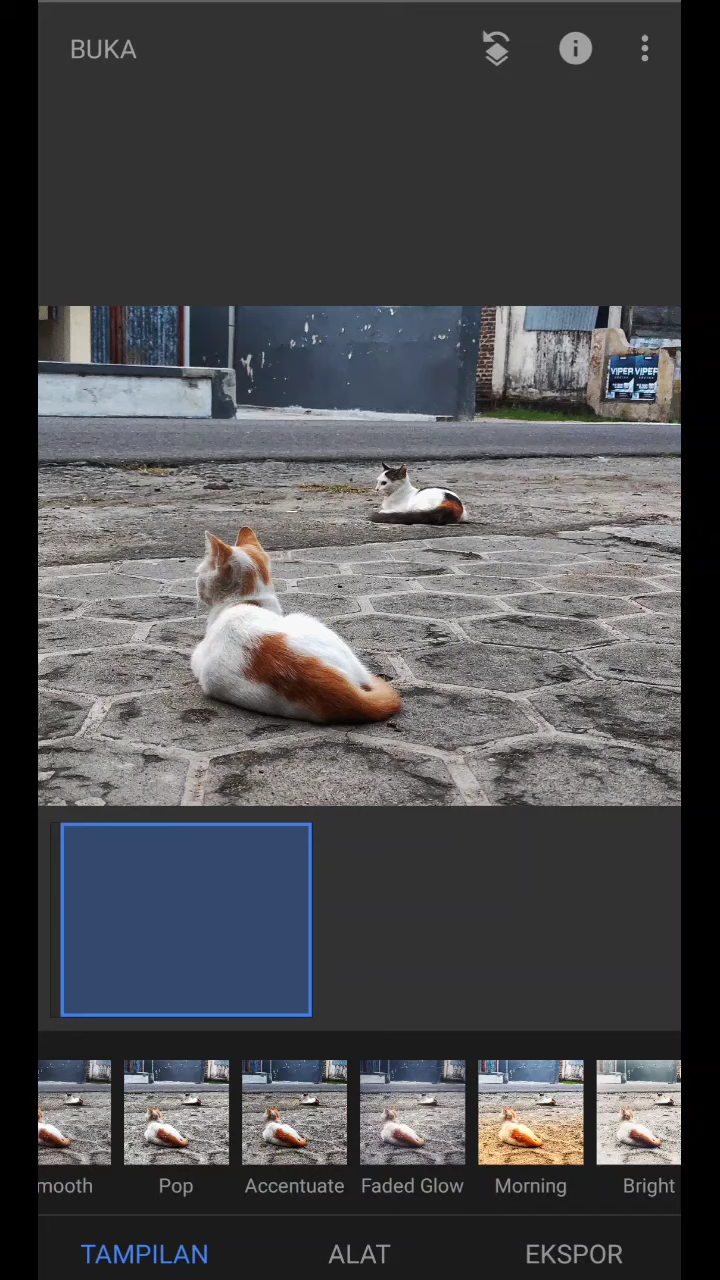 BUKA
VIPER VIPER
mooth
Pop
Accentuate
Faded Glow
Morning
Bright
TAMPILAN
ALAT
EKSPOR